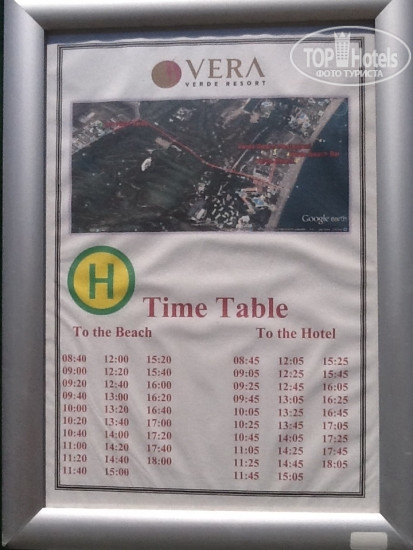 TOP Hotels
ФОТО ТУРИСТА
VERA
VERDE RESORT
Google
H
Time Table
To the Beach To the Hotel
08:40 12:00 15:20 08:45 12:05 15:25
09:00 12:20 15:40 09:05 12:25 15:45
09:20 12:40 16:00 09:25 12:45 16:05
09:40 13:00 16:20 09:45 13:05 16:25
10:00 13:20 16:40 10:05 13:25 16:45
10:20 13:40 17:00 10:25 13:45 17:05
10:40 14:00 17:20 10:45 14:05 17:25
11:00 14:20 17:40 11:05 14:25 17:45
11:20 14:40 18:00 11:25 14:45 18:05
11:40 15:00 11:45 15:05